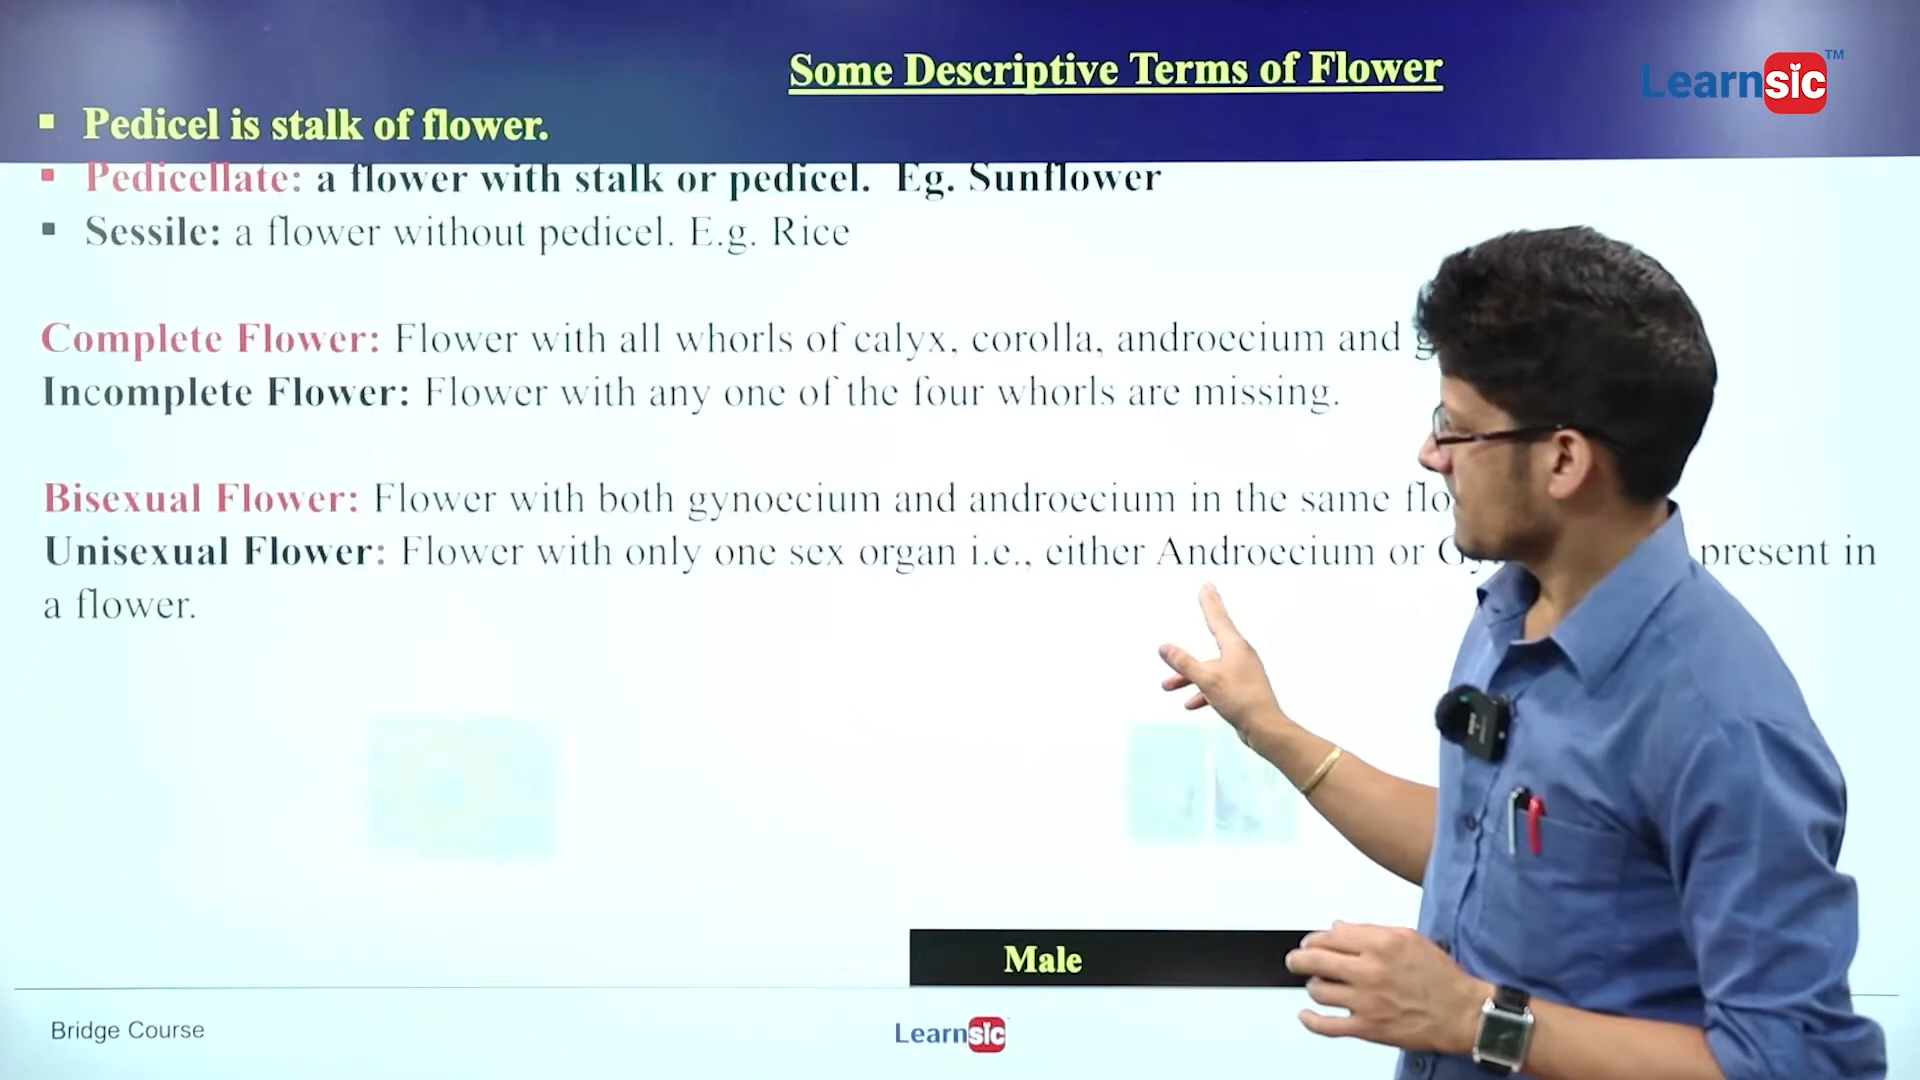 Some Descriptive Terms of Flower
Learnsic™
▪ Pedicel is stalk of flower.
▪ Pedicellate: a flower with stalk or pedicel. Eg. Sunflower
▪ Sessile: a flower without pedicel. E.g. Rice
Complete Flower: Flower with all whorls of calyx, corolla, androecium and
Incomplete Flower: Flower with any one of the four whorls are missing.
Bisexual Flower: Flower with both gynoecium and androecium in the same
Unisexual Flower: Flower with only one sex organ i.e., either Androecium or present in
a flower.
Male
Bridge Course
Learnsic